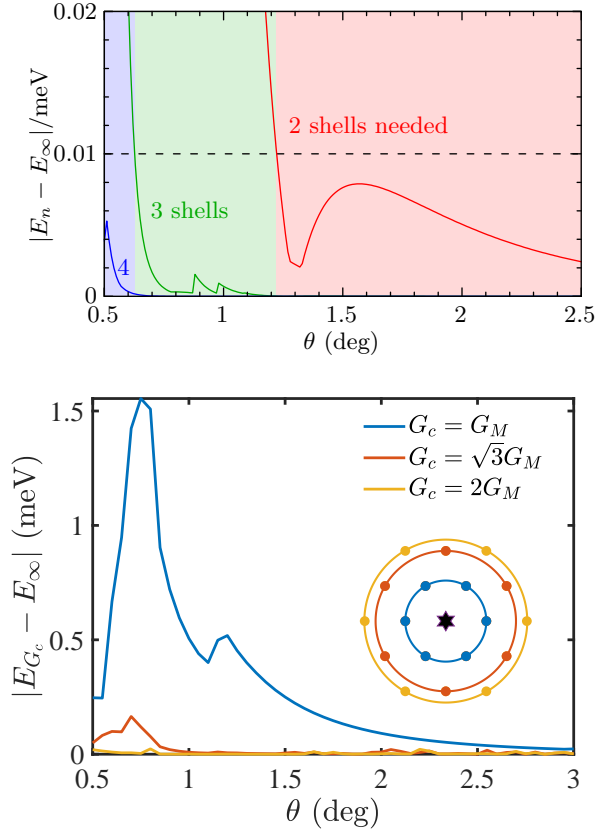 0.02
0.01
0
|E_n − E_∞|/meV
2 shells needed
3 shells
4
0.5 1 1.5 2 2.5
θ (deg)
1.5
1
0.5
0
|E_{G_c} − E_∞| (meV)
G_c = G_M
G_c = √3G_M
G_c = 2G_M
0.5 1 1.5 2 2.5 3
θ (deg)